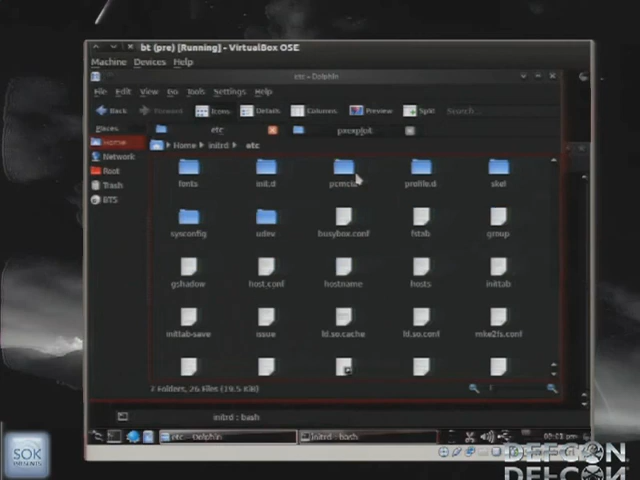 bt (pre) [Running] - VirtualBox OSE
Machine Devices Help
etc - Dolphin
File Edit View Go Tools Settings Help
Back Forward Icons Details Columns Preview Split Search...
Places etc
Home Home initrd etc
Network
Root
Trash
BT5
fonts init.d pcmcia profile.d skel
sysconfig udev busybox.conf fstab group
gshadow host.conf hostname hosts inittab
inittab-save issue ld.so.cache ld.so.conf mke2fs.conf
7 Folders, 26 Files (19.5 KiB)
initrd : bash
etc - Dolphin initrd : bash
SOK
DEFCON
DEFCON